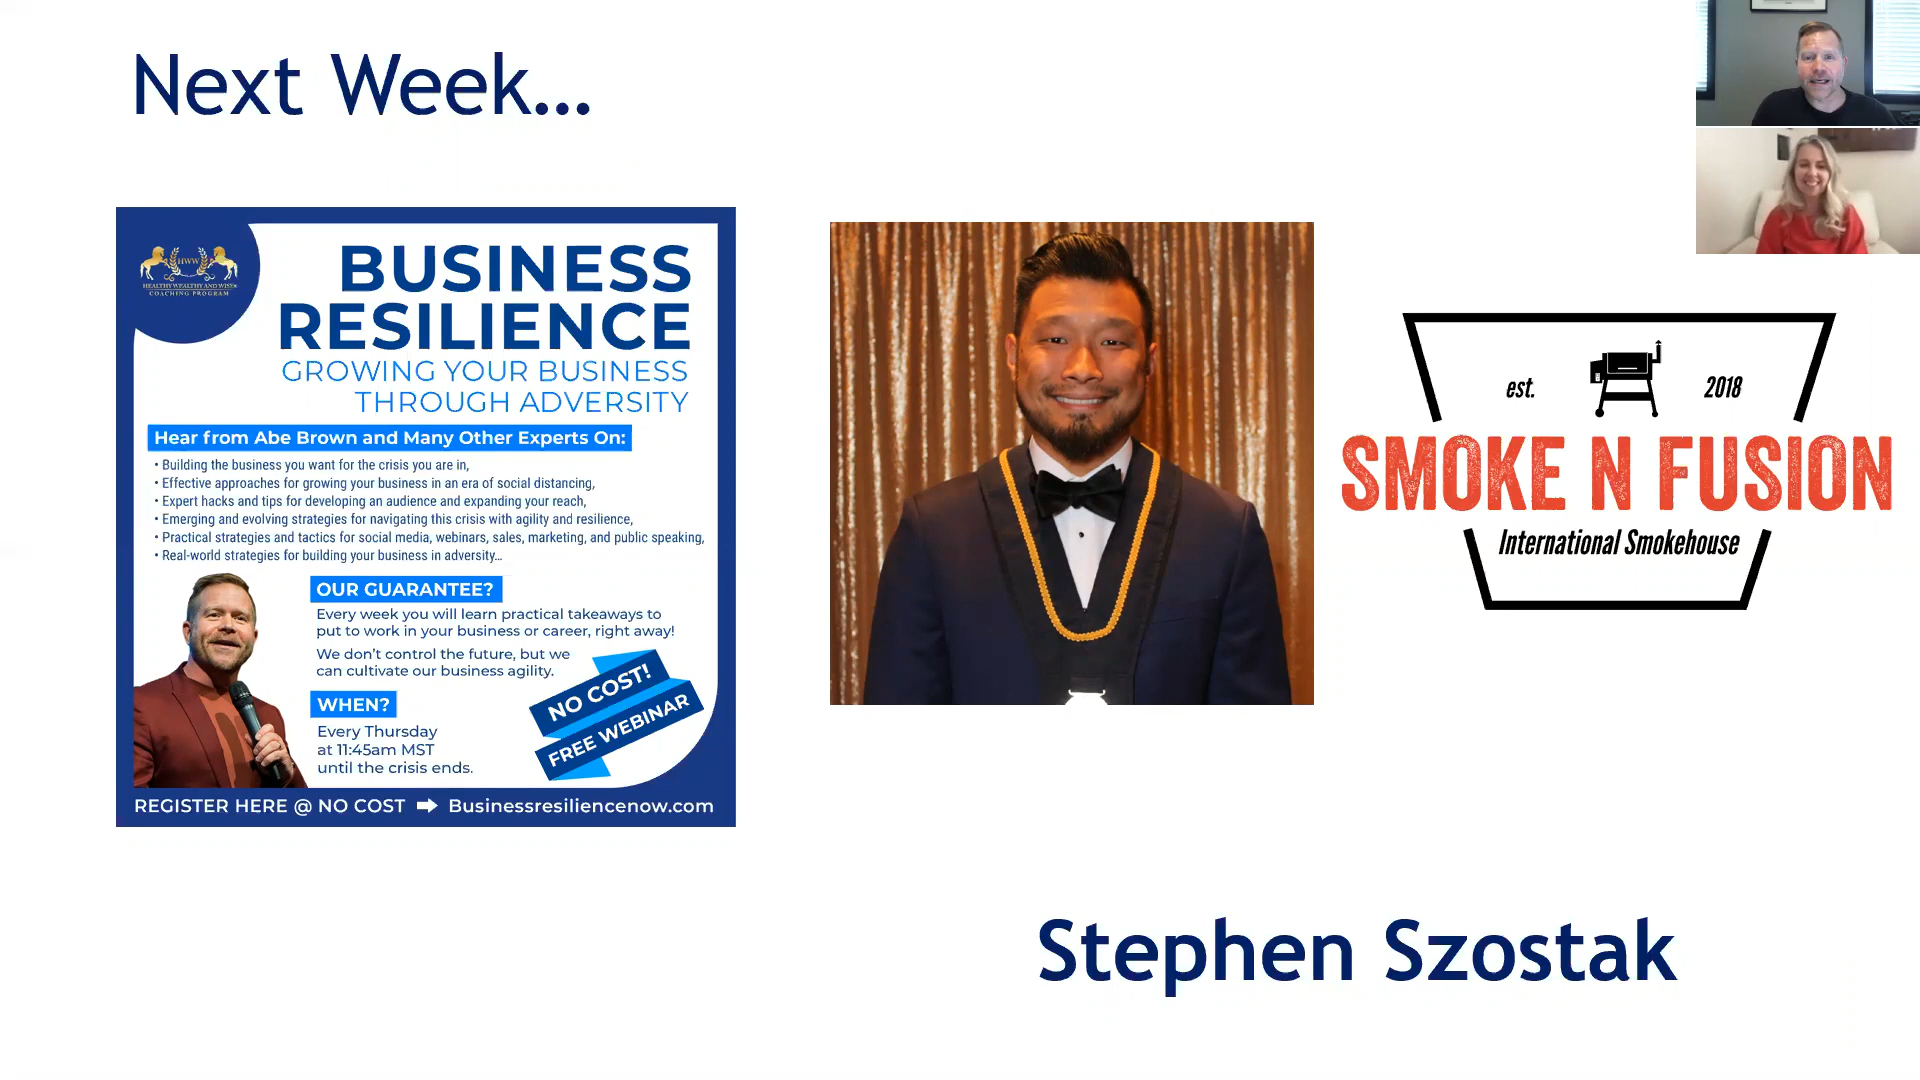 Next Week...
HWW
HEALTHY WEALTHY AND WISE
COACHING PROGRAM
BUSINESS
RESILIENCE
GROWING YOUR BUSINESS
THROUGH ADVERSITY
Hear from Abe Brown and Many Other Experts On:
• Building the business you want for the crisis you are in,
• Effective approaches for growing your business in an era of social distancing,
• Expert hacks and tips for developing an audience and expanding your reach,
• Emerging and evolving strategies for navigating this crisis with agility and resilience,
• Practical strategies and tactics for social media, webinars, sales, marketing, and public speaking,
• Real-world strategies for building your business in adversity...
OUR GUARANTEE?
Every week you will learn practical takeaways to
put to work in your business or career, right away!
We don't control the future, but we
can cultivate our business agility.
WHEN?
Every Thursday
at 11:45am MST
until the crisis ends.
NO COST!
FREE WEBINAR
REGISTER HERE @ NO COST ➡ Businessresiliencenow.com
est. 2018
SMOKE N FUSION
International Smokehouse
Stephen Szostak